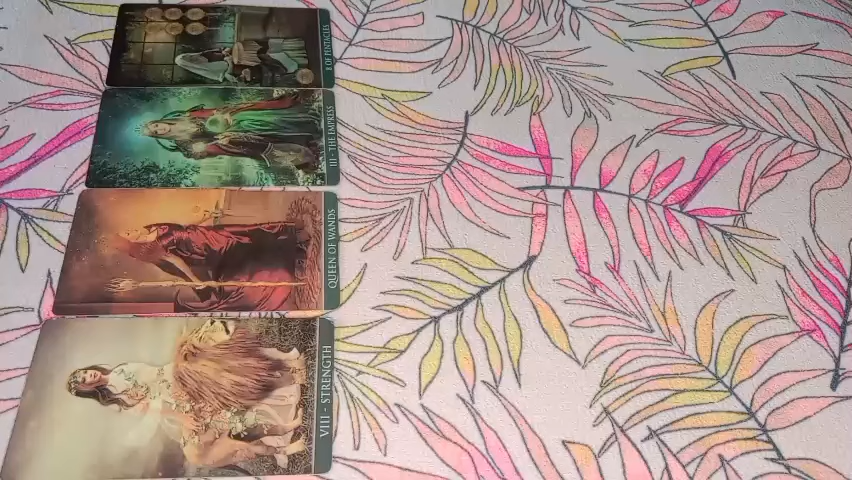 8 OF PENTACLES
III - THE EMPRESS
QUEEN OF WANDS
VIII - STRENGTH